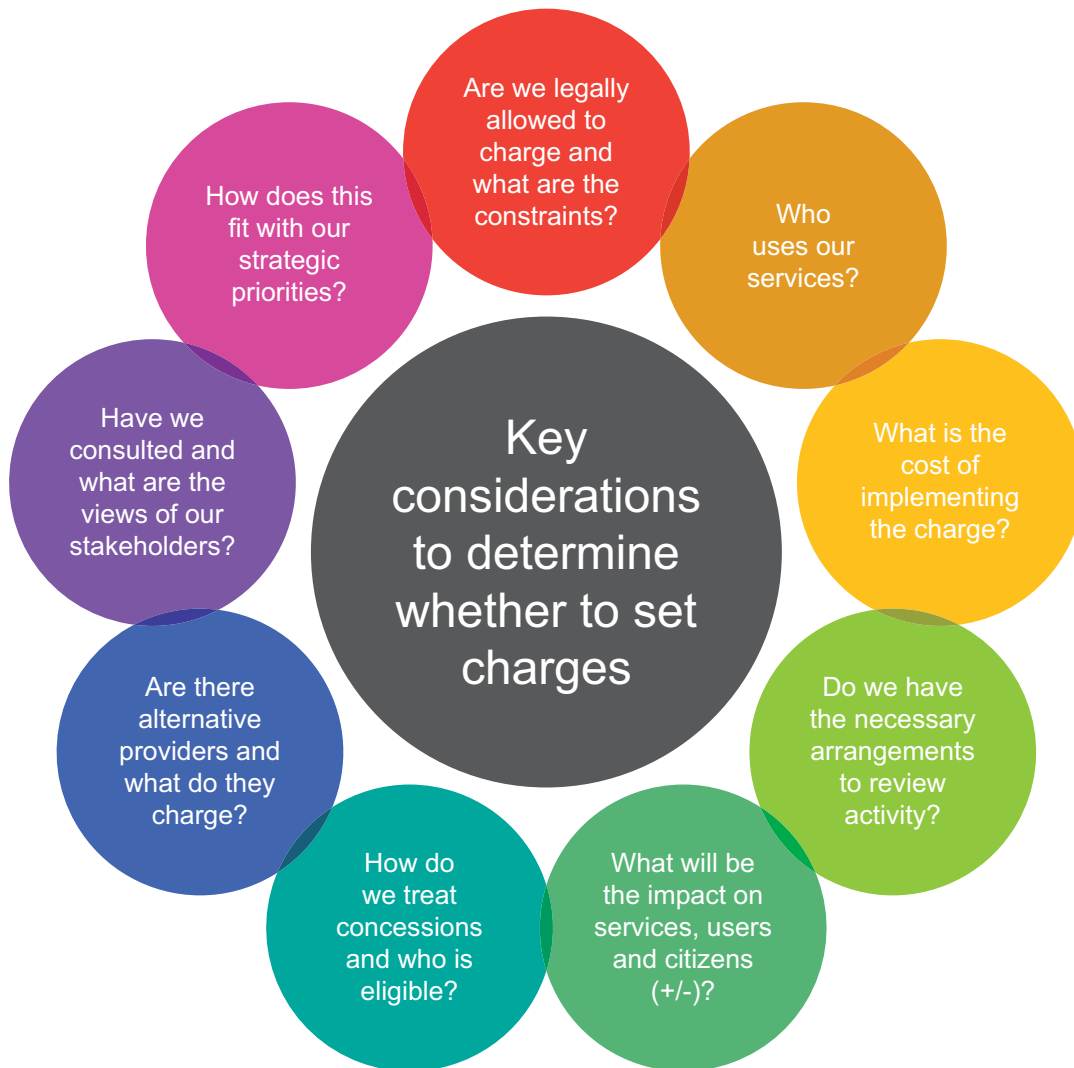 Are we legally
allowed to
charge and
what are the
constraints?
Who
uses our
services?
What is the
cost of
implementing
the charge?
Do we have
the necessary
arrangements
to review
activity?
What will be
the impact on
services, users
and citizens
(+/-)?
How do
we treat
concessions
and who is
eligible?
Are there
alternative
providers and
what do they
charge?
Have we
consulted and
what are the
views of our
stakeholders?
How does this
fit with our
strategic
priorities?
Key
considerations
to determine
whether to set
charges